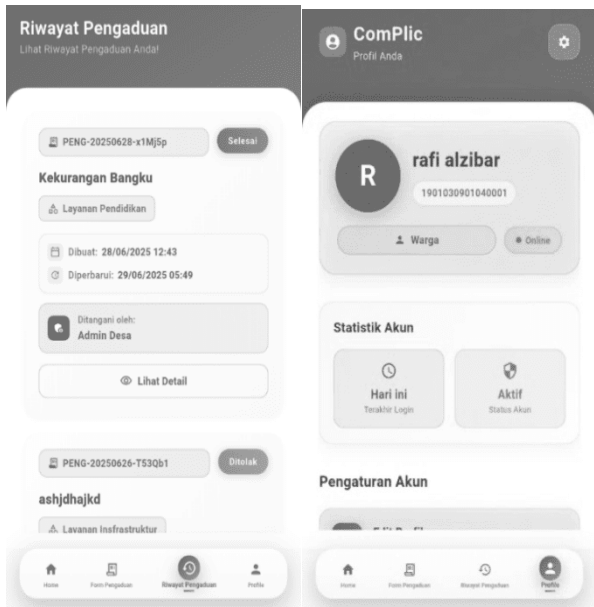 Riwayat Pengaduan
Lihat Riwayat Pengaduan Anda!
PENG-20250628-x1Mj5p
Selesai
Kekurangan Bangku
Layanan Pendidikan
Dibuat: 28/06/2025 12:43
Diperbarui: 29/06/2025 05:49
Ditangani oleh:
Admin Desa
Lihat Detail
PENG-20250626-T53Qb1
Ditolak
ashjdhajkd
Layanan Insfrastruktur
Home
Form Pengaduan
Riwayat Pengaduan
Profile
ComPlic
Profil Anda
R
rafi alzibar
1901030901040001
Warga
Online
Statistik Akun
Hari ini
Terakhir Login
Aktif
Status Akun
Pengaturan Akun
Home
Form Pengaduan
Riwayat Pengaduan
Profile